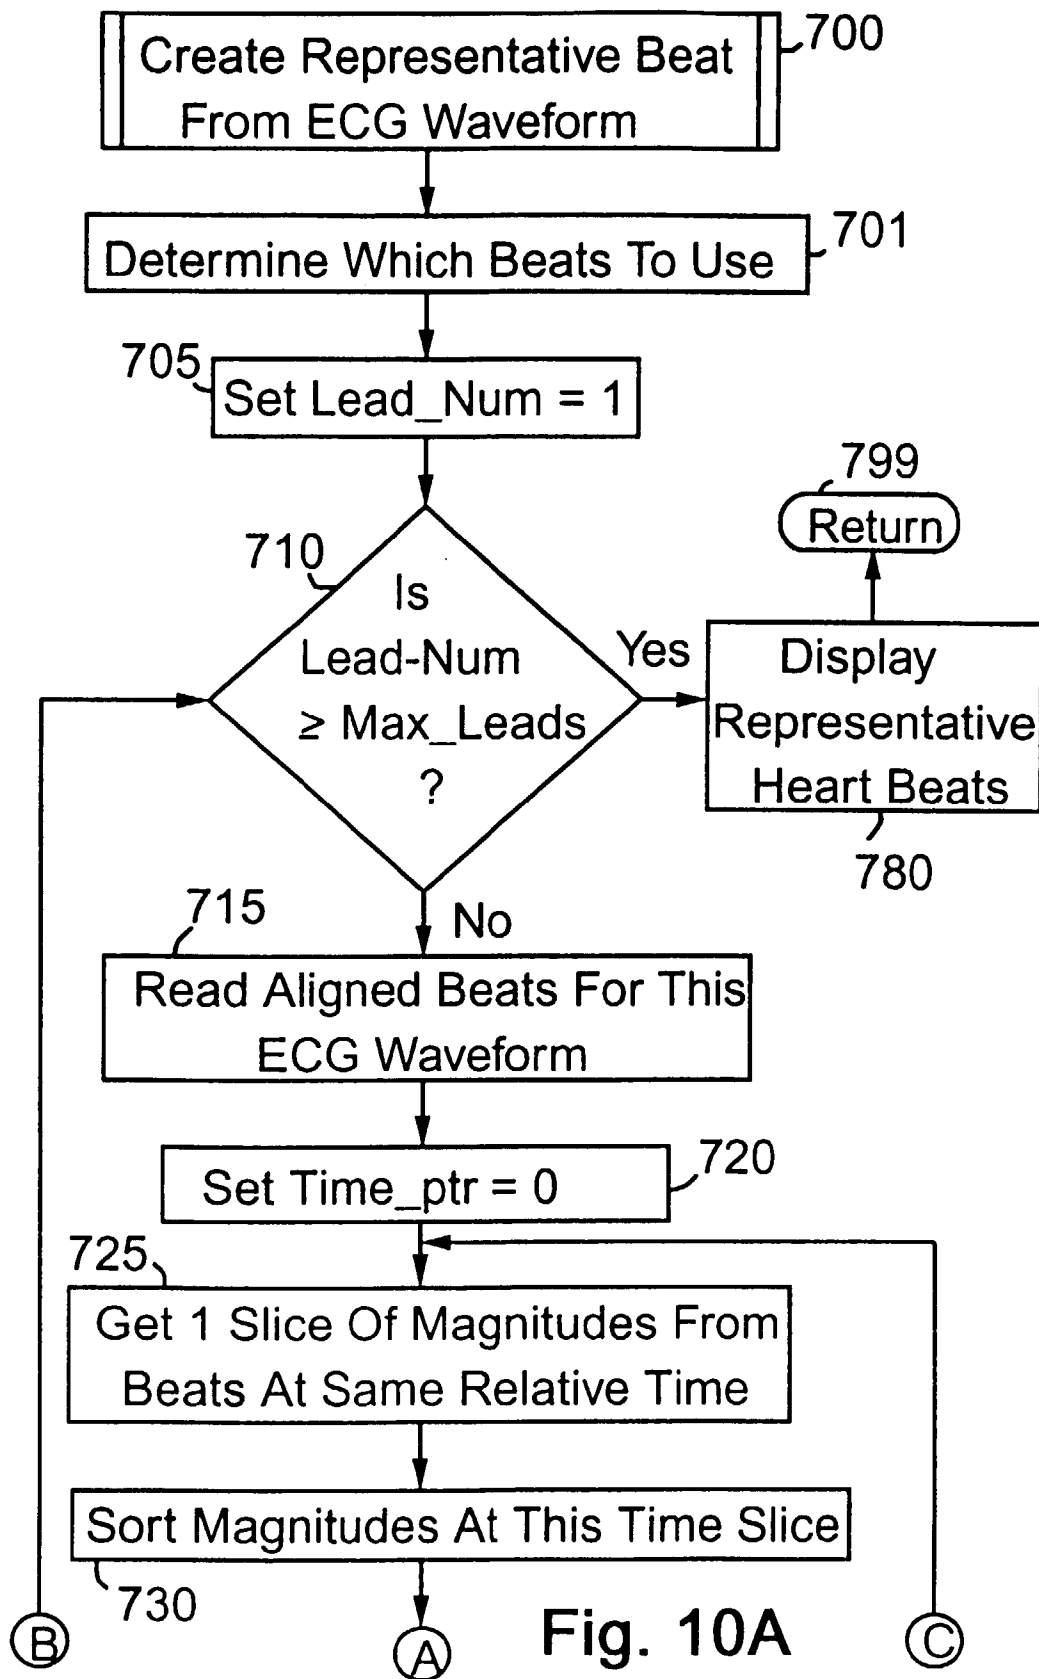 Create Representative Beat
From ECG Waveform
700
Determine Which Beats To Use
701
705
Set Lead_Num = 1
799
Return
710
Is
Lead-Num
≥ Max_Leads
?
Yes
Display
Representative
Heart Beats
780
No
715
Read Aligned Beats For This
ECG Waveform
720
Set Time_ptr = 0
725
Get 1 Slice Of Magnitudes From
Beats At Same Relative Time
Sort Magnitudes At This Time Slice
730
B
A
Fig. 10A
C